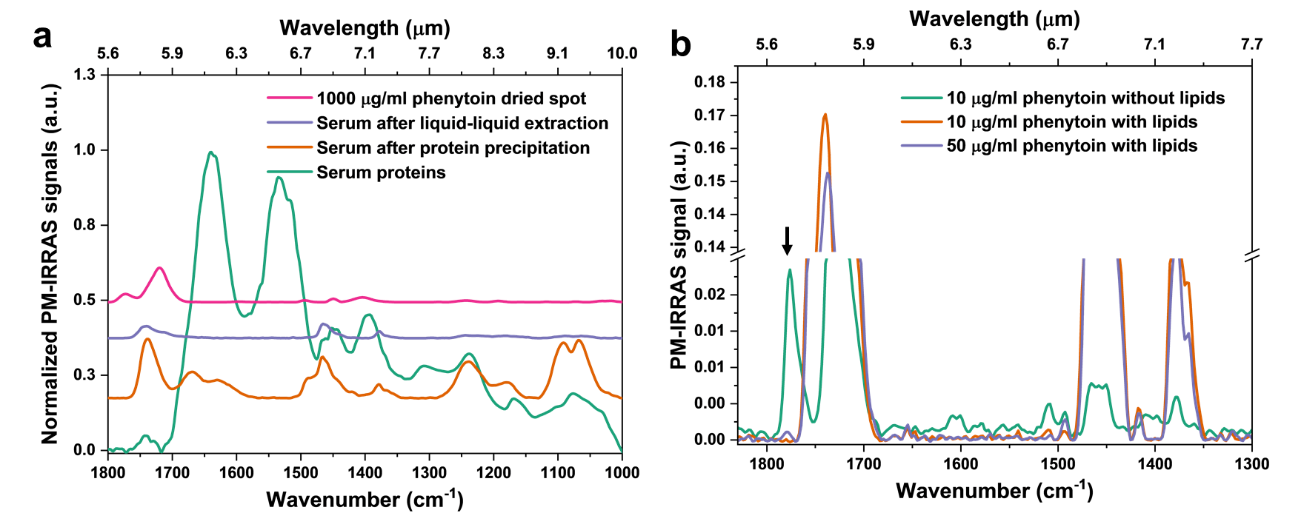 a
Wavelength (μm)
5.6 5.9 6.3 6.7 7.1 7.7 8.3 9.1 10.0
Normalized PM-IRRAS signals (a.u.)
1.3
1.0
0.8
0.5
0.3
0.0
1000 μg/ml phenytoin dried spot
Serum after liquid-liquid extraction
Serum after protein precipitation
Serum proteins
1800 1700 1600 1500 1400 1300 1200 1100 1000
Wavenumber (cm⁻¹)
b
Wavelength (μm)
5.6 5.9 6.3 6.7 7.1 7.7
PM-IRRAS signal (a.u.)
0.18
0.17
0.16
0.15
0.14
0.14
0.02
0.01
0.01
0.00
0.00
10 μg/ml phenytoin without lipids
10 μg/ml phenytoin with lipids
50 μg/ml phenytoin with lipids
1800 1700 1600 1500 1400 1300
Wavenumber (cm⁻¹)